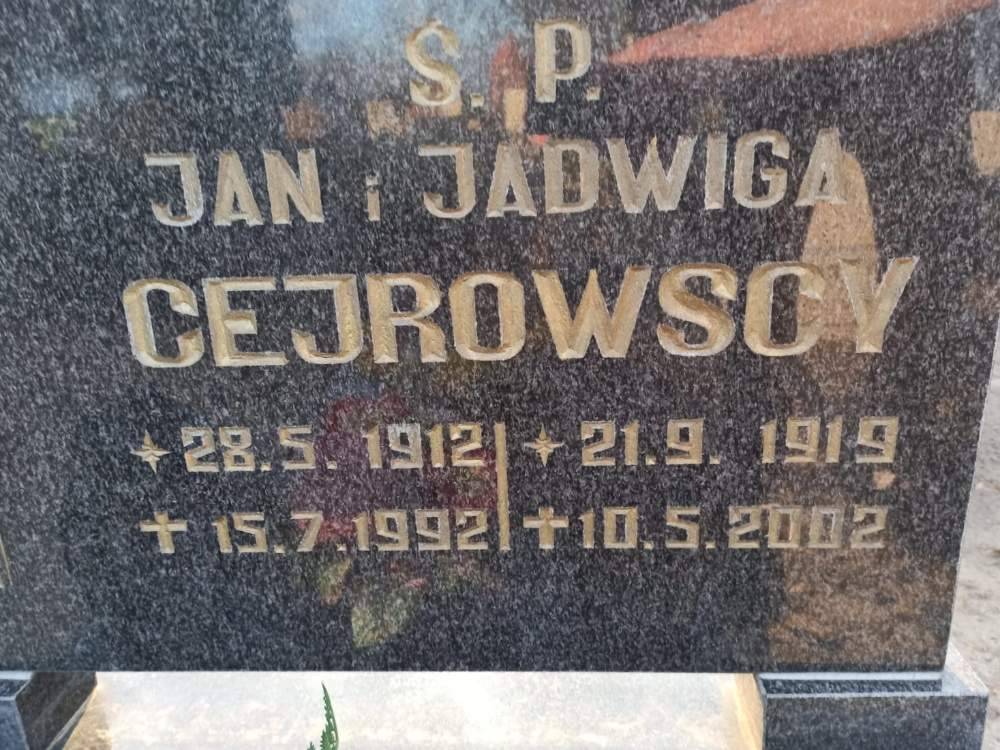 Ś. P.
JAN i JADWIGA
CEJROWSCY
28.5. 1912 21.9. 1919
15.7.1992 10.5.2002